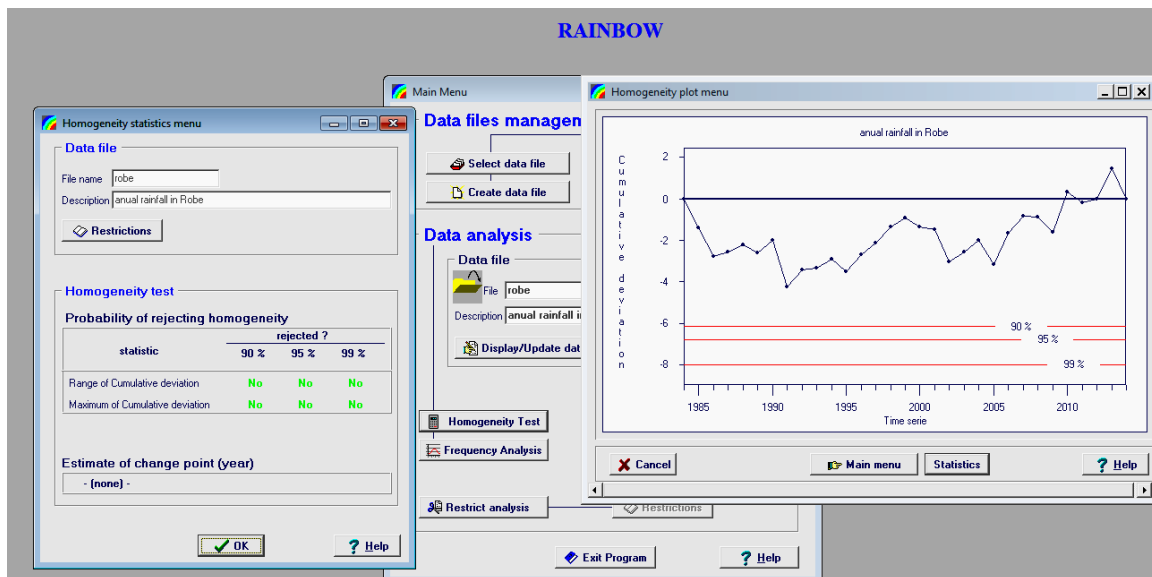 RAINBOW
Homogeneity statistics menu
Data file
File name robe
Description anual rainfall in Robe
Restrictions
Homogeneity test
Probability of rejecting homogeneity
rejected ?
statistic 90 % 95 % 99 %
Range of Cumulative deviation No No No
Maximum of Cumulative deviation No No No
Estimate of change point (year)
- (none) -
OK Help
Main Menu
Data files managem
Select data file
Create data file
Data analysis
Data file
File robe
Description anual rainfall i
Display/Update dat
Homogeneity Test
Frequency Analysis
Restrict analysis Restrictions
Exit Program Help
Homogeneity plot menu
anual rainfall in Robe
Cumulative deviation
2
0
-2
-4
-6
-8
90 %
95 %
99 %
1985 1990 1995 2000 2005 2010
Time serie
Cancel Main menu Statistics Help